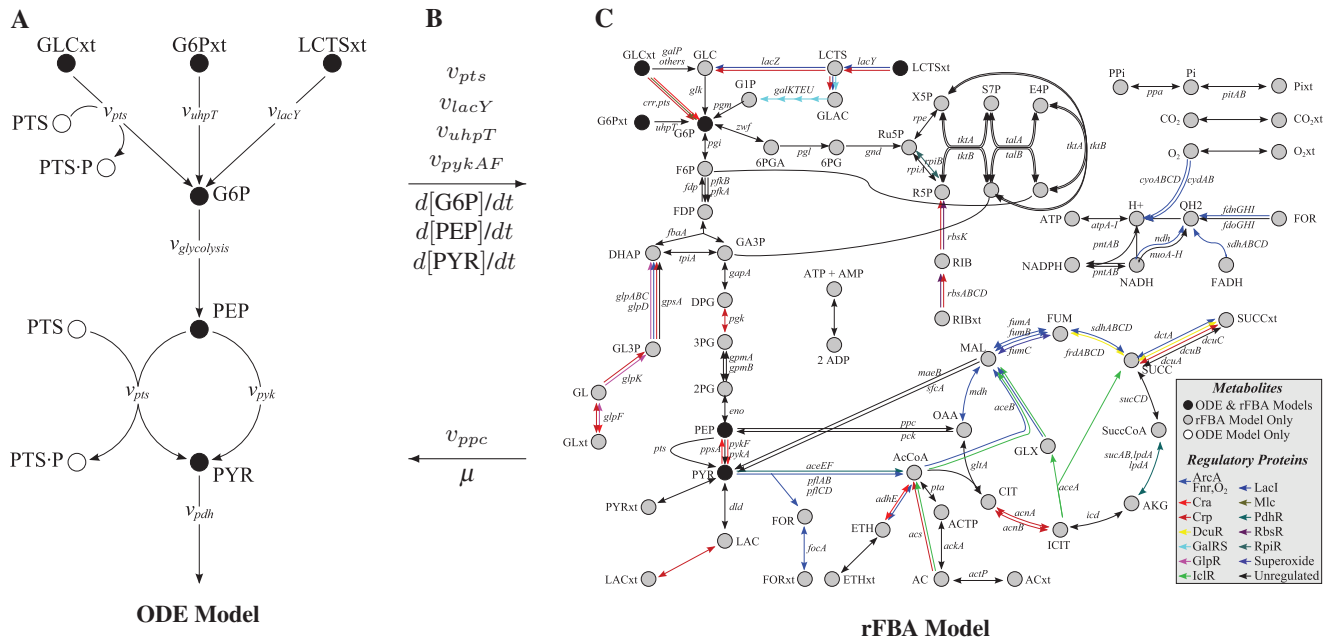 A
GLCxt
G6Pxt
LCTSxt
v_pts
v_uhpT
v_lacY
PTS
PTS·P
G6P
v_glycolysis
PEP
PTS
v_pts
v_pyk
PTS·P
PYR
v_pdh
ODE Model
B
v_pts
v_lacY
v_uhpT
v_pykAF
d[G6P]/dt
d[PEP]/dt
d[PYR]/dt
v_ppc
μ
C
GLCxt
galP
others
GLC
lacZ
LCTS
lacY
LCTSxt
crr,pts
glk
pgm
G1P
galKTEU
GLAC
G6Pxt
uhpT
G6P
zwf
pgi
6PGA
pgl
6PG
gnd
Ru5P
rpe
rpiB
rpiA
X5P
S7P
E4P
tktA
tktB
talA
talB
tktA
tktB
R5P
F6P
fdp
pfkB
pfkA
FDP
fbaA
DHAP
tpiA
GA3P
gapA
DPG
pgk
3PG
gpmA
gpmB
2PG
eno
PEP
glpABC
glpD
gpsA
GL3P
glpK
GL
glpF
GLxt
rbsK
RIB
rbsABCD
RIBxt
ATP + AMP
2 ADP
PPi
ppa
Pi
pitAB
Pixt
CO2
CO2xt
O2
O2xt
cyoABCD
cydAB
ATP
atpA-I
H+
QH2
fdnGHI
fdoGHI
FOR
pntAB
ndh
nuoA-H
sdhABCD
NADPH
pntAB
NADH
FADH
fumA
fumB
fumC
FUM
sdhABCD
frdABCD
MAL
SUCC
SUCCxt
dctA
dcuB
dcuC
dcuA
maeB
sfcA
mdh
aceB
OAA
ppc
pck
GLX
gltA
CIT
acnA
acnB
ICIT
aceA
icd
AKG
sucAB,lpdA
lpdA
SuccCoA
sucCD
pts
ppsA
pykF
pykA
PYR
aceEF
pflAB
pflCD
AcCoA
PYRxt
dld
LAC
LACxt
FOR
focA
FORxt
adhE
ETH
ETHxt
pta
ACTP
ackA
acs
AC
actP
ACxt
rFBA Model
Metabolites
ODE & rFBA Models
rFBA Model Only
ODE Model Only
Regulatory Proteins
ArcA
Fnr,O2
Cra
Crp
DcuR
GalRS
GlpR
IclR
LacI
Mlc
PdhR
RbsR
RpiR
Superoxide
Unregulated